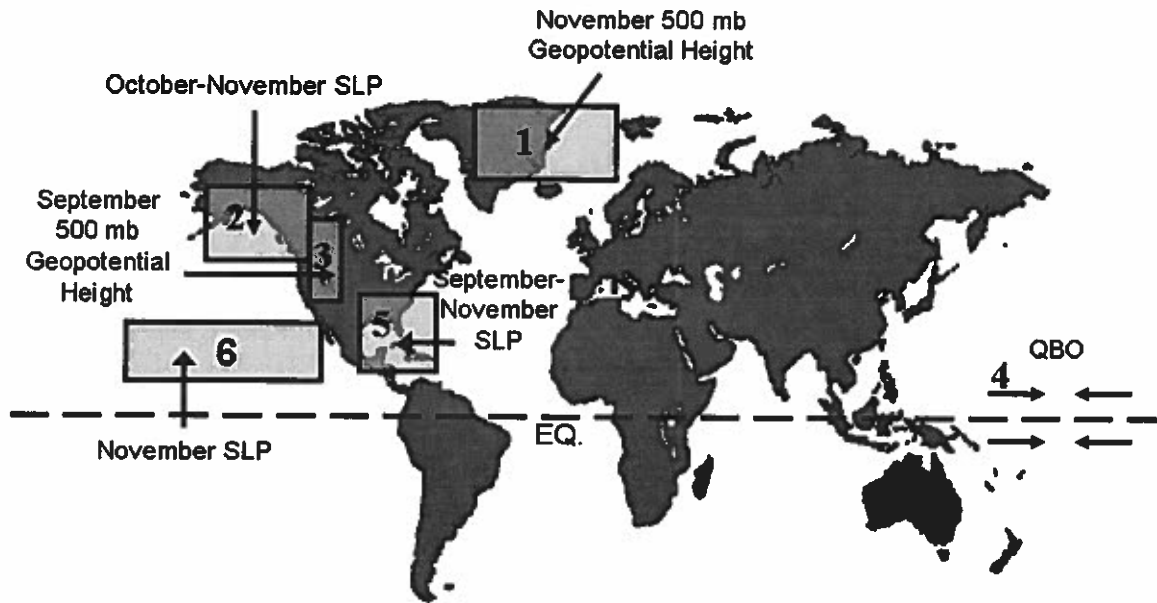 November 500 mb
Geopotential Height
October-November SLP
1
September
500 mb
Geopotential
Height
2
3
September-
November
SLP
5
6
QBO
4
EQ.
November SLP